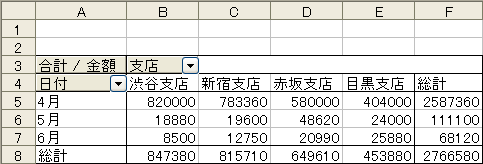 A B C D E F
1
2
3 合計 / 金額 支店
4 日付 渋谷支店 新宿支店 赤坂支店 目黒支店 総計
5 4月 820000 783360 580000 404000 2587360
6 5月 18880 19600 48620 24000 111100
7 6月 8500 12750 20990 25880 68120
8 総計 847380 815710 649610 453880 2766580